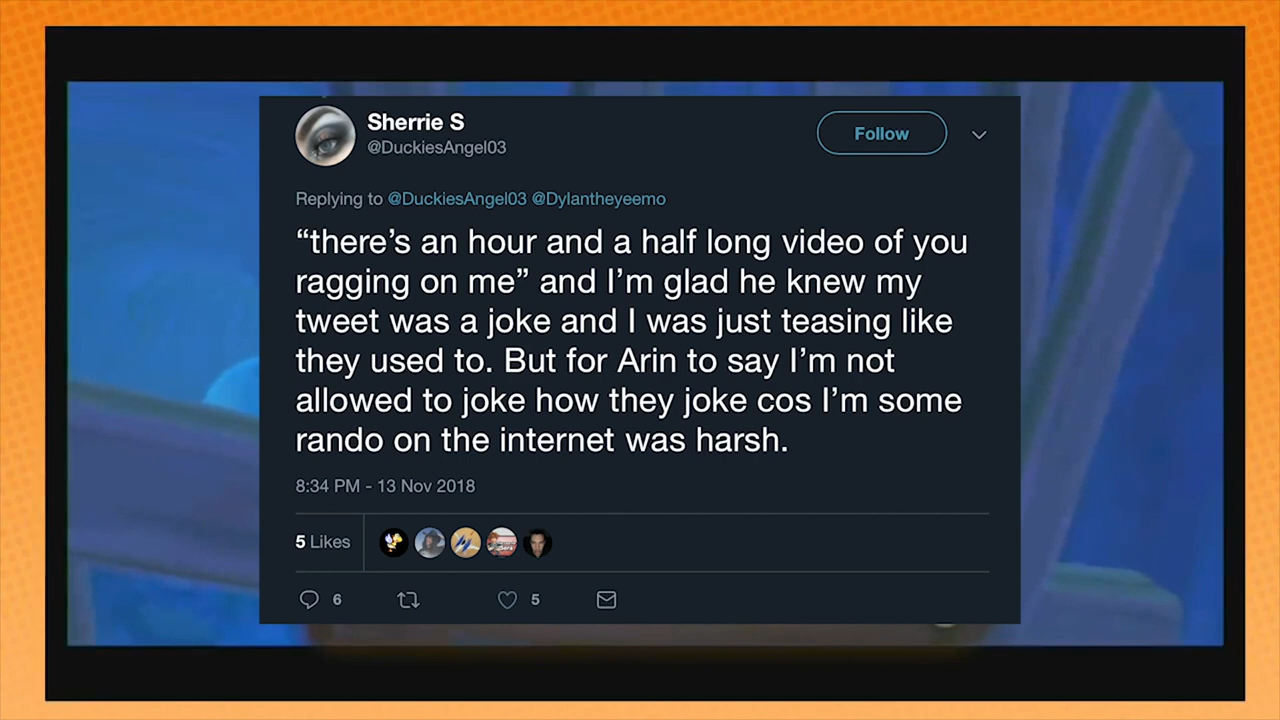 Sherrie S
@DuckiesAngel03
Follow
Replying to @DuckiesAngel03 @Dylantheyeemo
“there’s an hour and a half long video of you
ragging on me” and I’m glad he knew my
tweet was a joke and I was just teasing like
they used to. But for Arin to say I’m not
allowed to joke how they joke cos I’m some
rando on the internet was harsh.
8:34 PM - 13 Nov 2018
5 Likes
6
5